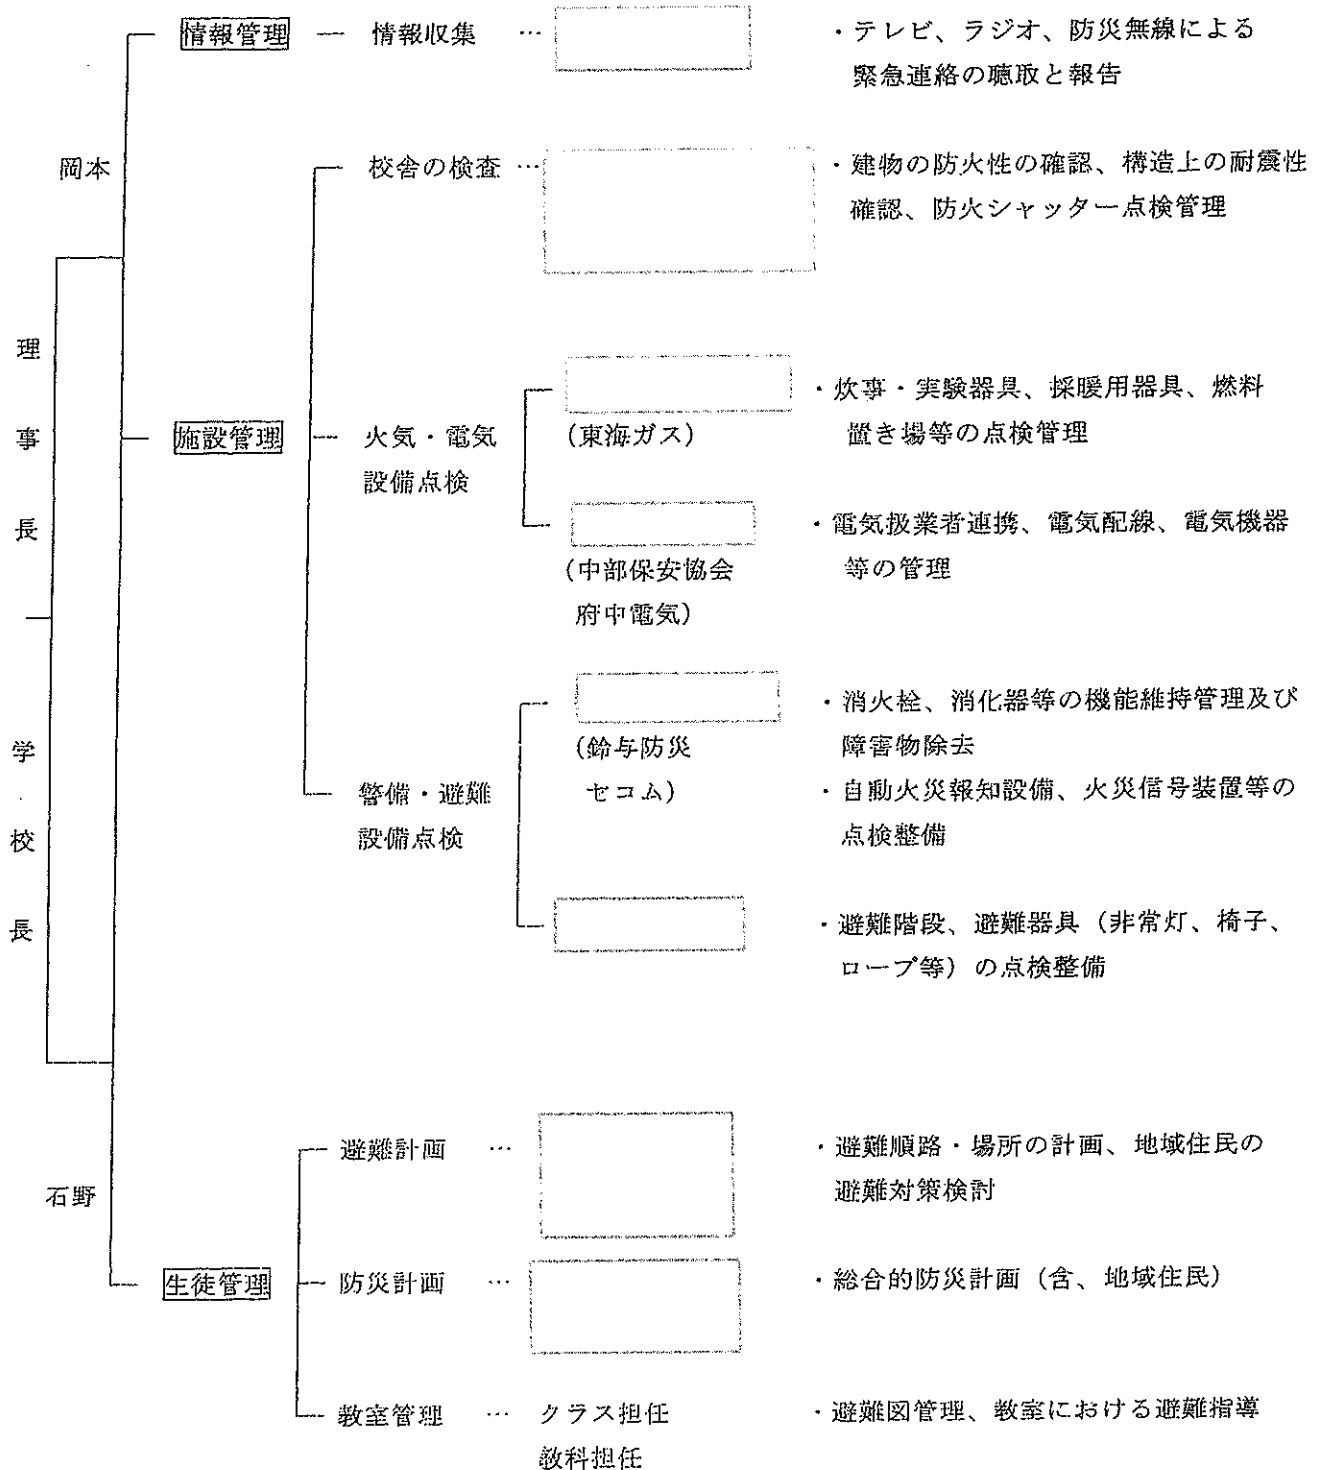 情報管理 ― 情報収集 … ・テレビ、ラジオ、防災無線による
緊急連絡の聴取と報告
岡本
校舎の検査 … ・建物の防火性の確認、構造上の耐震性
確認、防火シャッター点検管理
理事長
施設管理
火気・電気
設備点検
(東海ガス)
・炊事・実験器具、採暖用器具、燃料
置き場等の点検管理
(中部保安協会
府中電気)
・電気扱業者連携、電気配線、電気機器
等の管理
学校長
警備・避難
設備点検
(鈴与防災
セコム)
・消火栓、消化器等の機能維持管理及び
障害物除去
・自動火災報知設備、火災信号装置等の
点検整備
・避難階段、避難器具(非常灯、椅子、
ロープ等)の点検整備
石野
生徒管理
避難計画 … ・避難順路・場所の計画、地域住民の
避難対策検討
防災計画 … ・総合的防災計画(含、地域住民)
教室管理 … クラス担任 ・避難図管理、教室における避難指導
教科担任